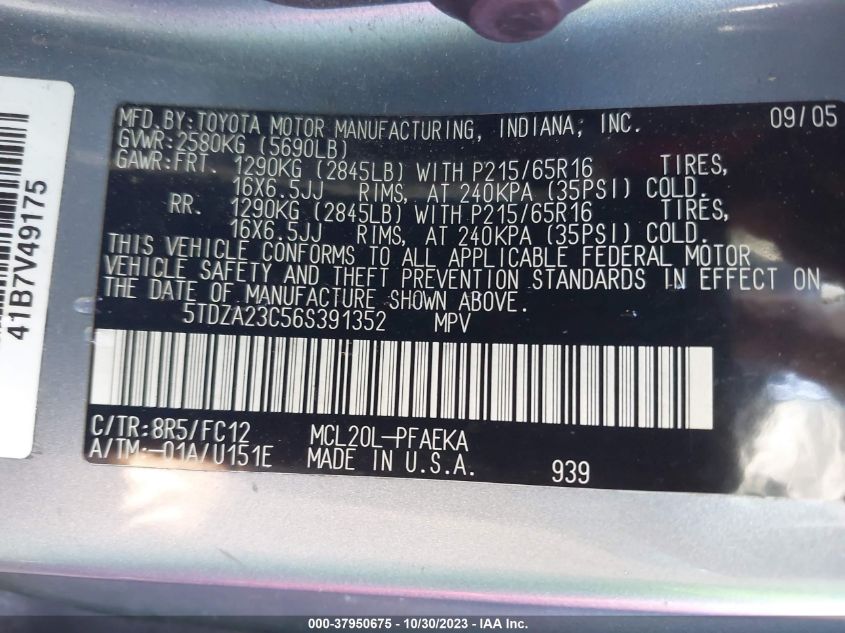 MFD. BY: TOYOTA MOTOR MANUFACTURING, INDIANA, INC. 09/05
GVWR: 2580KG (5690LB)
GAWR: FRT. 1290KG (2845LB) WITH P215/65R16 TIRES,
16X6.5JJ RIMS, AT 240KPA (35PSI) COLD.
RR. 1290KG (2845LB) WITH P215/65R16 TIRES,
16X6.5JJ RIMS, AT 240KPA (35PSI) COLD.
THIS VEHICLE CONFORMS TO ALL APPLICABLE FEDERAL MOTOR
VEHICLE SAFETY AND THEFT PREVENTION STANDARDS IN EFFECT ON
THE DATE OF MANUFACTURE SHOWN ABOVE.
5TDZA23C56S391352 MPV
C/TR: 8R5/FC12 MCL20L-PFAEKA
A/TM: -01A/U151E MADE IN U.S.A. 939
41B7V49175
000-37950675 - 10/30/2023 - IAA Inc.